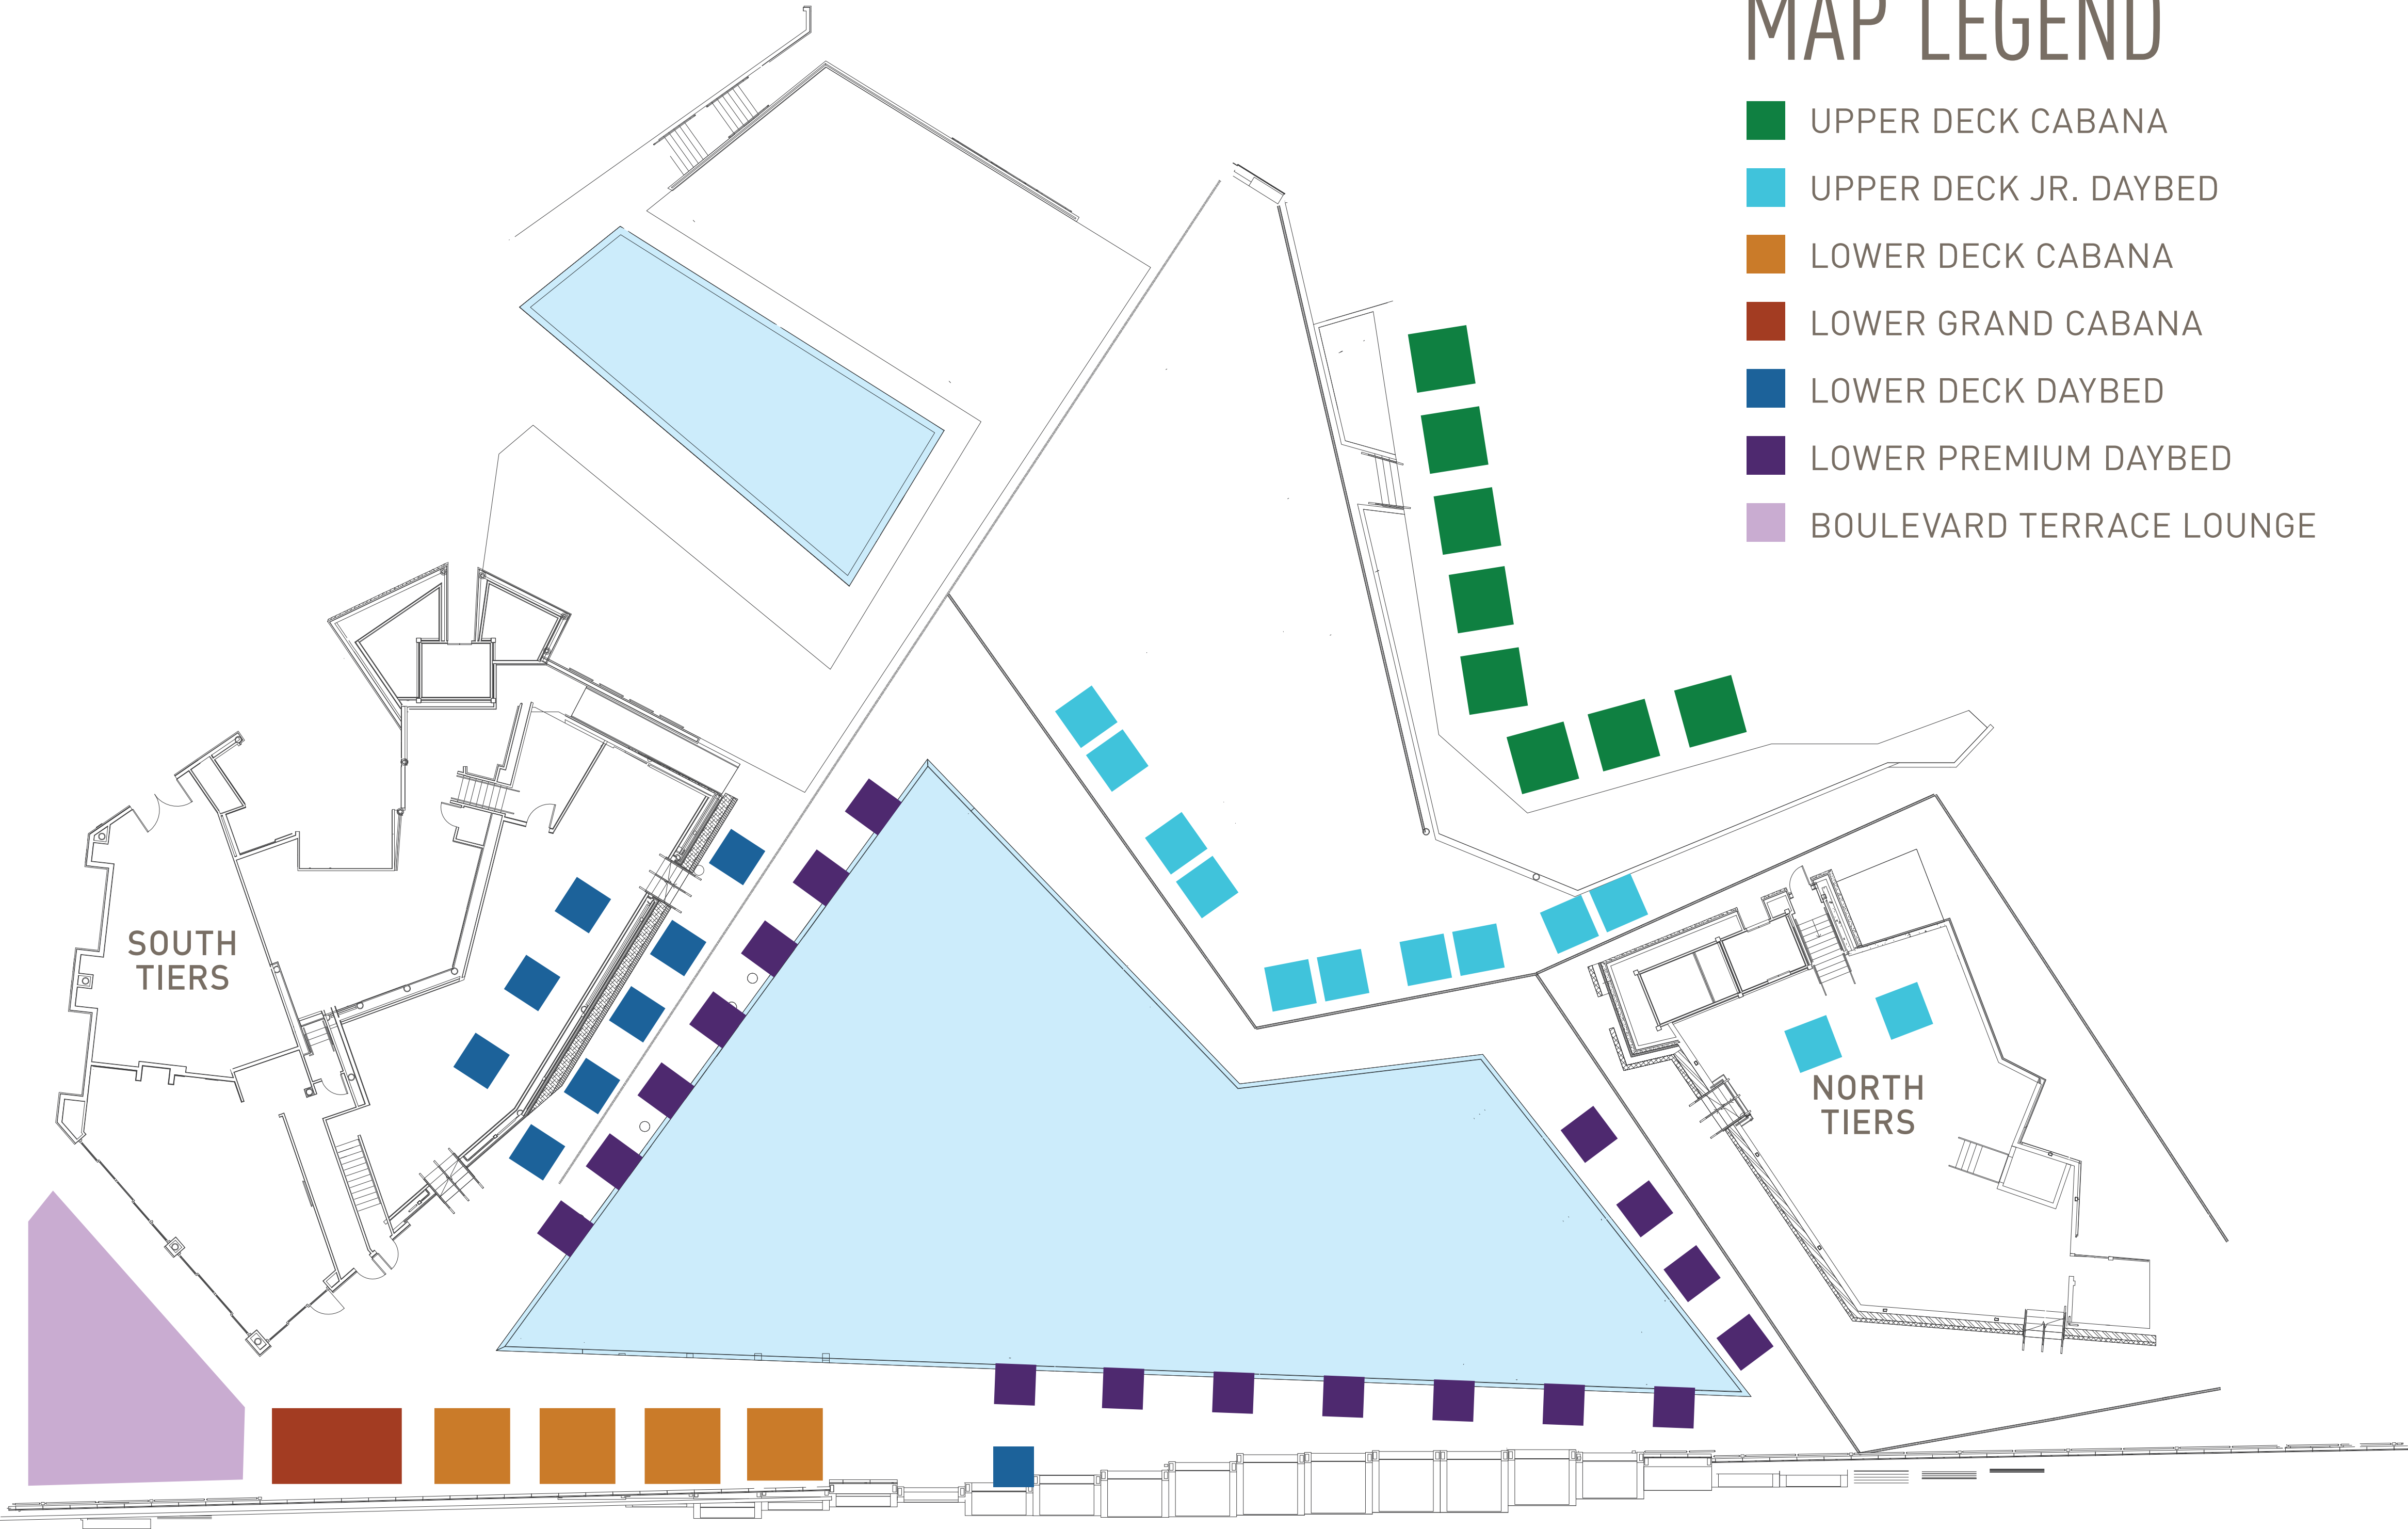 MAP LEGEND
UPPER DECK CABANA
UPPER DECK JR. DAYBED
LOWER DECK CABANA
LOWER GRAND CABANA
LOWER DECK DAYBED
LOWER PREMIUM DAYBED
BOULEVARD TERRACE LOUNGE
SOUTH
TIERS
NORTH
TIERS